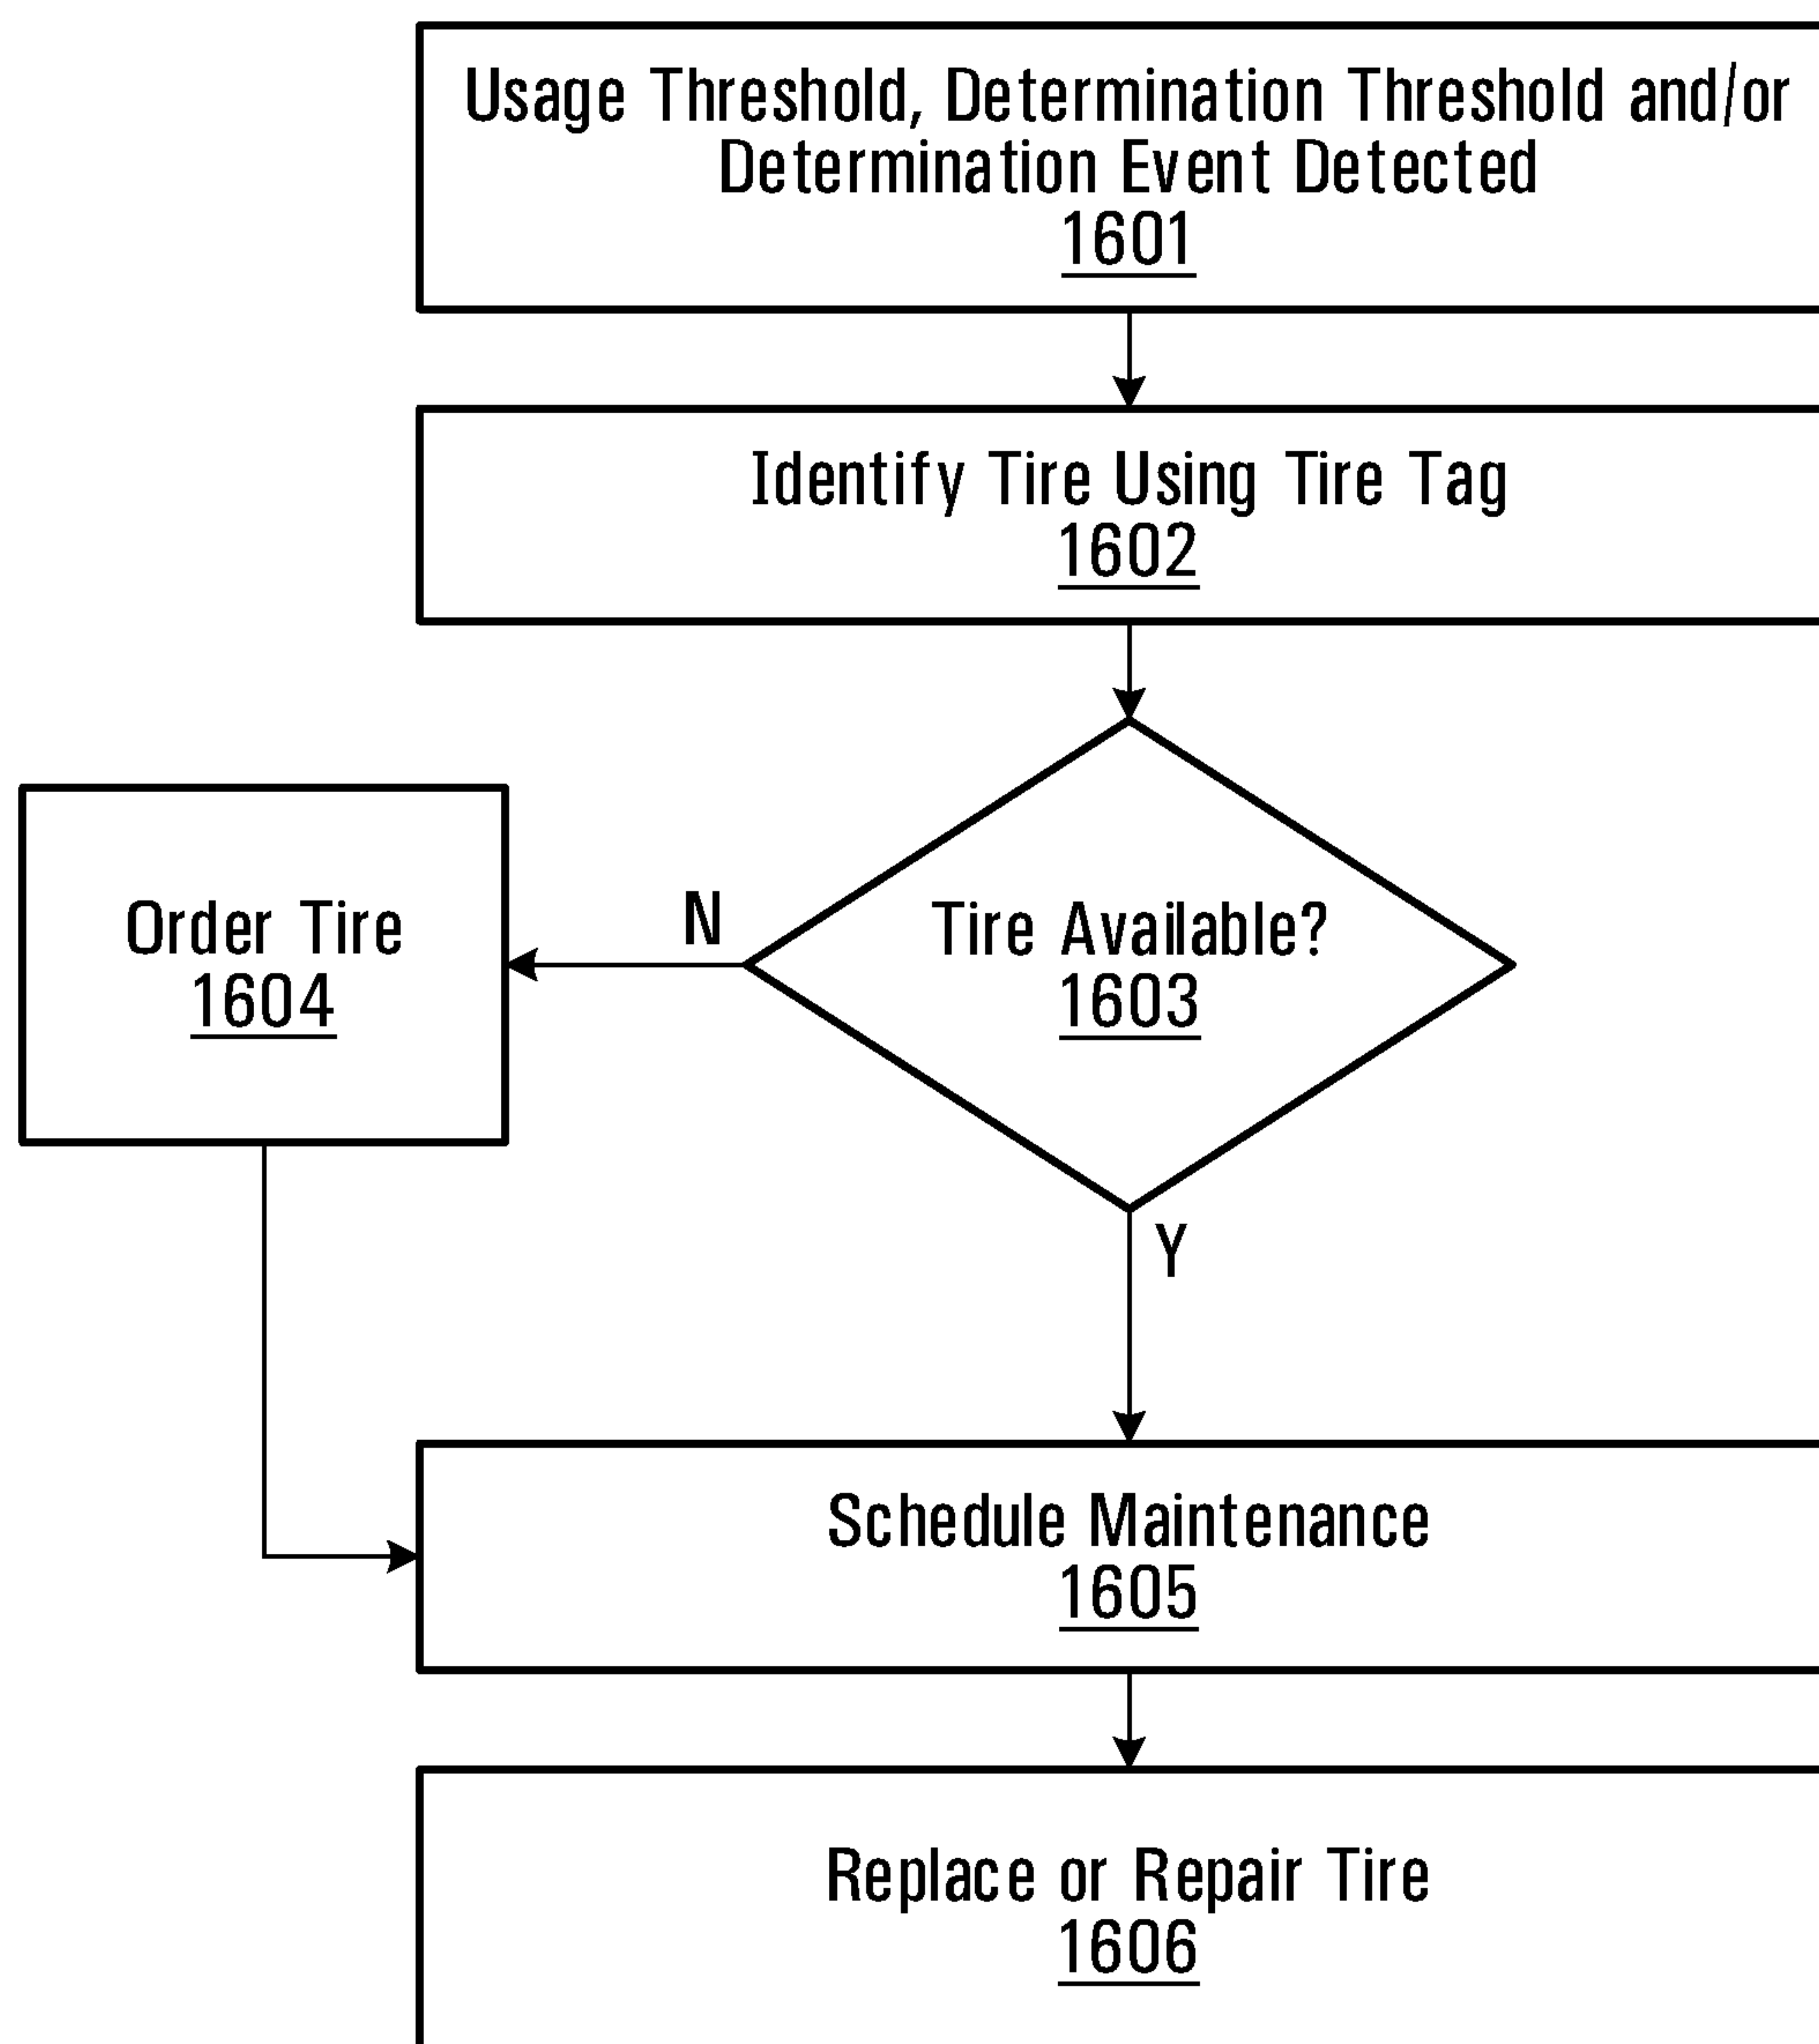 Usage Threshold, Determination Threshold and/or
Determination Event Detected
1601
Identify Tire Using Tire Tag
1602
Tire Available?
1603
N
Order Tire
1604
Y
Schedule Maintenance
1605
Replace or Repair Tire
1606